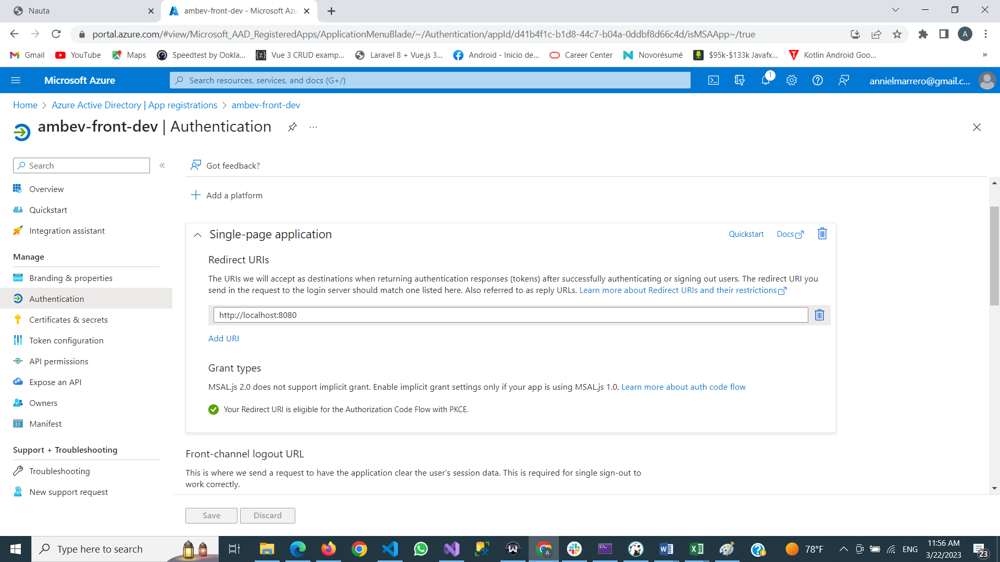 Nauta
ambev-front-dev - Microsoft Azu
portal.azure.com/#view/Microsoft_AAD_RegisteredApps/ApplicationMenuBlade/~/Authentication/appId/d41b4f1c-b1d8-44c7-b04a-0ddbf8d66c4d/isMSAApp~/true
A
Gmail
YouTube
Maps
Speedtest by Ookla...
Vue 3 CRUD examp...
Laravel 8 + Vue.js 3...
Android - Inicio de...
Career Center
Novorésumé
$95k-$133k Javafx...
Kotlin Android Goo...
»
Microsoft Azure
Search resources, services, and docs (G+/)
1
annielmarrero@gmail.c...
Home > Azure Active Directory | App registrations > ambev-front-dev
ambev-front-dev | Authentication
...
Search
«
Got feedback?
Overview
Quickstart
Integration assistant
Manage
Branding & properties
Authentication
Certificates & secrets
Token configuration
API permissions
Expose an API
Owners
Manifest
Support + Troubleshooting
Troubleshooting
New support request
Add a platform
Single-page application
Quickstart
Docs
Redirect URIs
The URIs we will accept as destinations when returning authentication responses (tokens) after successfully authenticating or signing out users. The redirect URI you
send in the request to the login server should match one listed here. Also referred to as reply URLs. Learn more about Redirect URIs and their restrictions
http://localhost:8080
Add URI
Grant types
MSAL.js 2.0 does not support implicit grant. Enable implicit grant settings only if your app is using MSAL.js 1.0. Learn more about auth code flow
Your Redirect URI is eligible for the Authorization Code Flow with PKCE.
Front-channel logout URL
This is where we send a request to have the application clear the user's session data. This is required for single sign-out to
work correctly.
Save
Discard
Type here to search
78°F
ENG
11:56 AM
3/22/2023
23